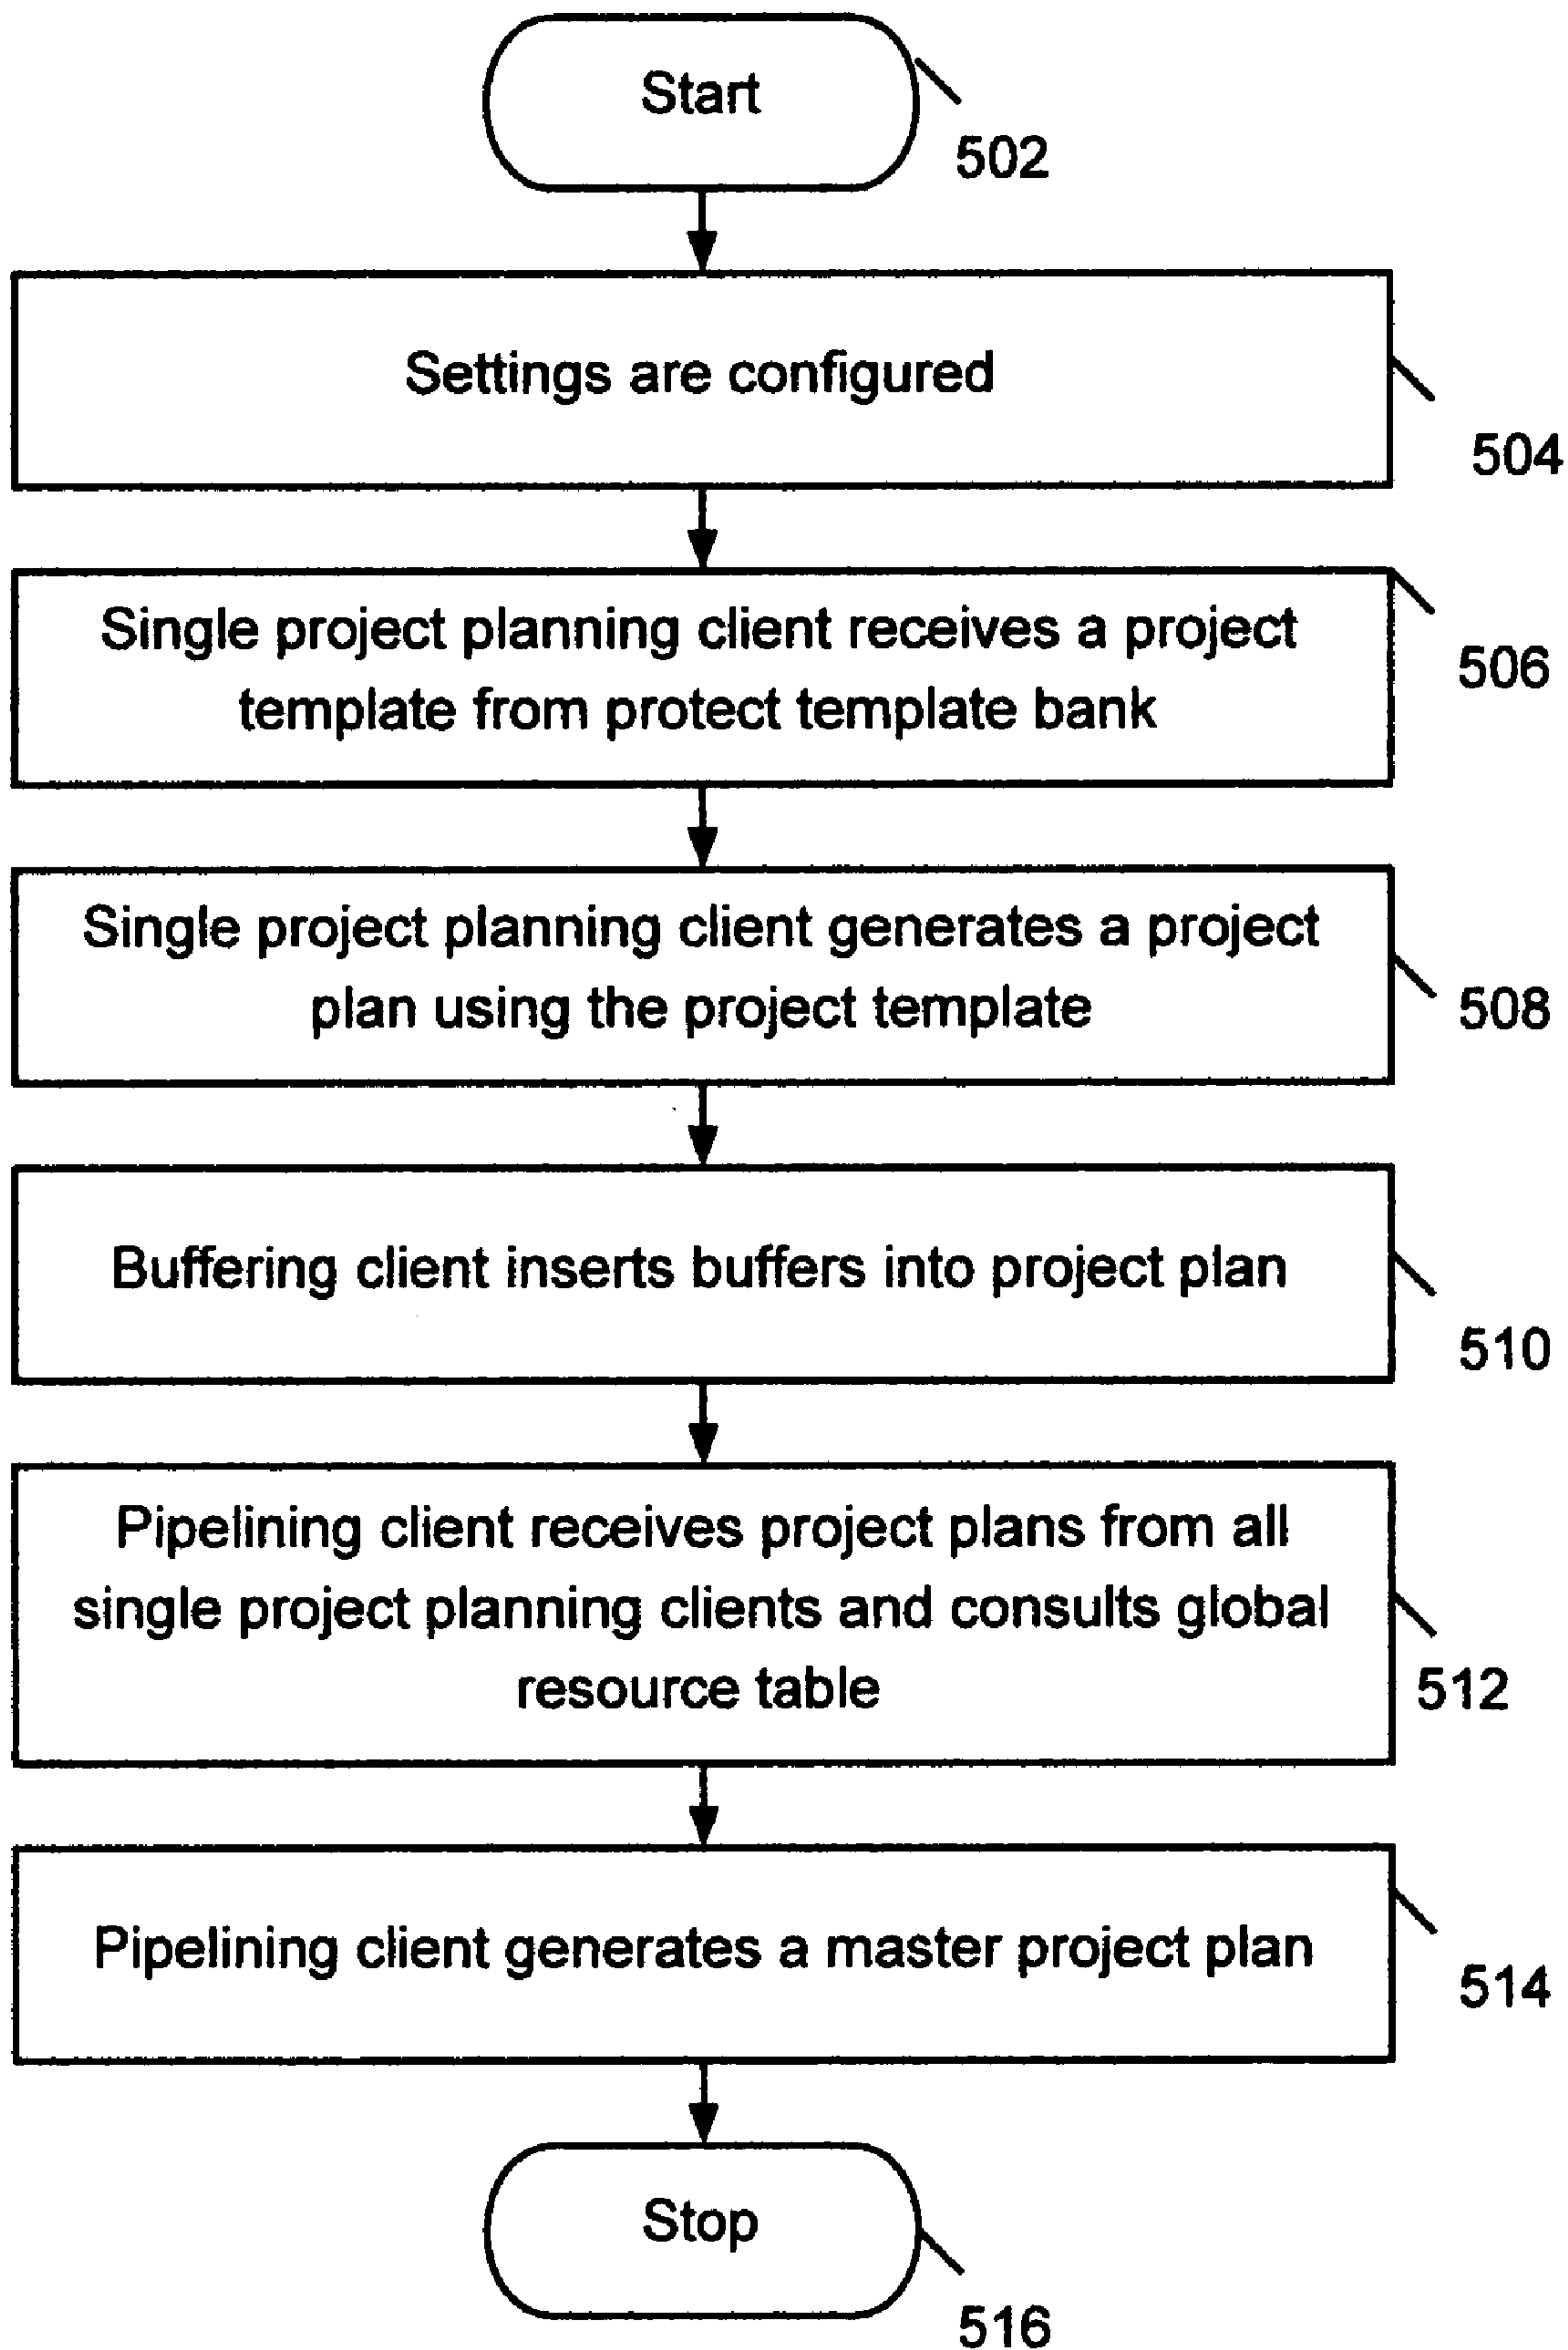 Start
502
Settings are configured
504
Single project planning client receives a project
template from protect template bank
506
Single project planning client generates a project
plan using the project template
508
Buffering client inserts buffers into project plan
510
Pipelining client receives project plans from all
single project planning clients and consults global
resource table
512
Pipelining client generates a master project plan
514
Stop
516